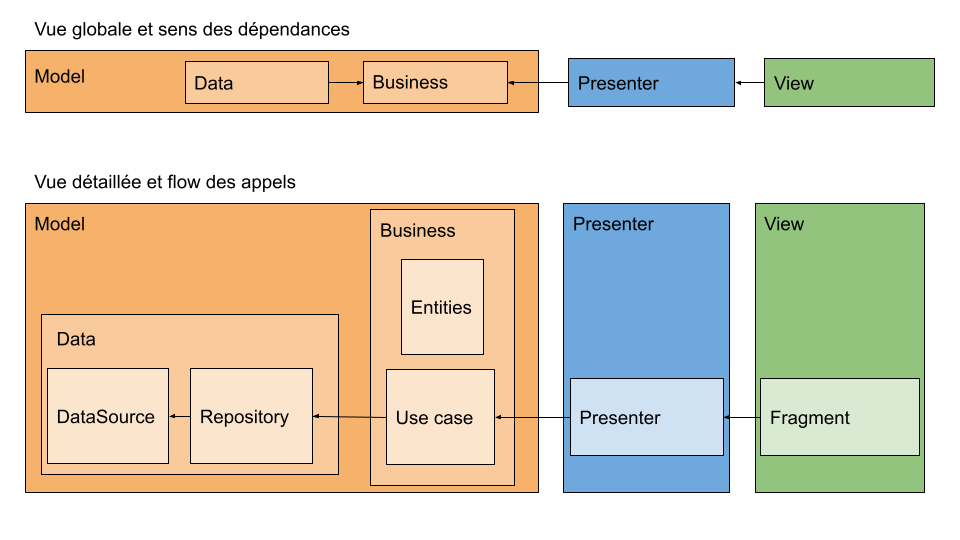 Vue globale et sens des dépendances
Model
Data
Business
Presenter
View
Vue détaillée et flow des appels
Model
Business
Presenter
View
Entities
Data
DataSource
Repository
Use case
Presenter
Fragment